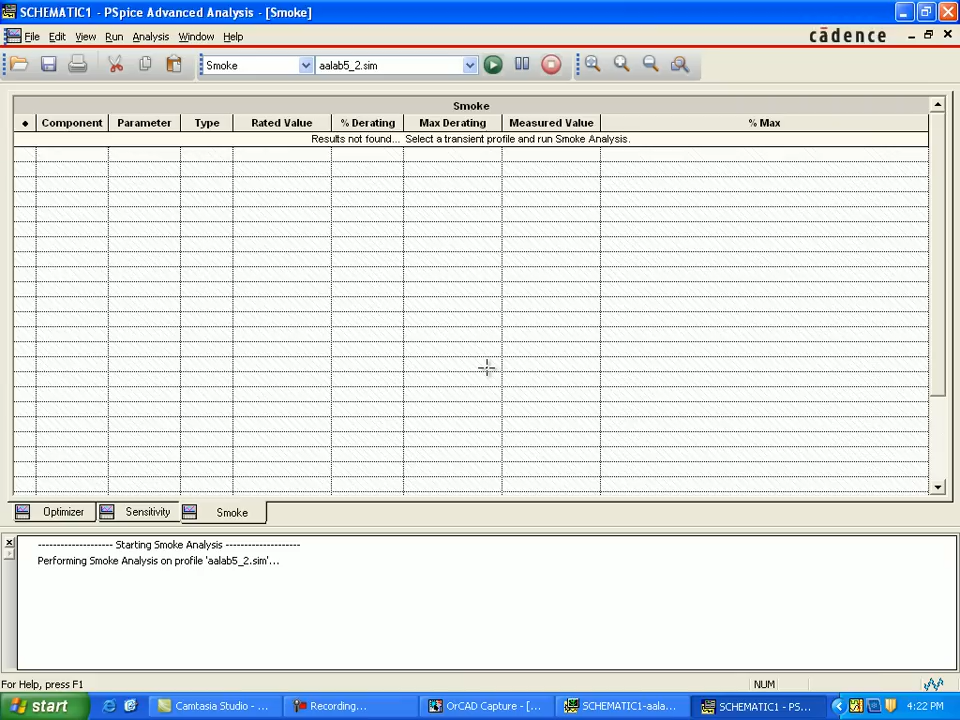 SCHEMATIC1 - PSpice Advanced Analysis - [Smoke]
File Edit View Run Analysis Window Help
cādence
Smoke aalab5_2.sim
Smoke
Component Parameter Type Rated Value % Derating Max Derating Measured Value % Max
Results not found... Select a transient profile and run Smoke Analysis.
Optimizer Sensitivity Smoke
-------------------- Starting Smoke Analysis --------------------
Performing Smoke Analysis on profile 'aalab5_2.sim'...
For Help, press F1 NUM
start Camtasia Studio - ... Recording... OrCAD Capture - [... SCHEMATIC1-aala... SCHEMATIC1 - PS... 4:22 PM